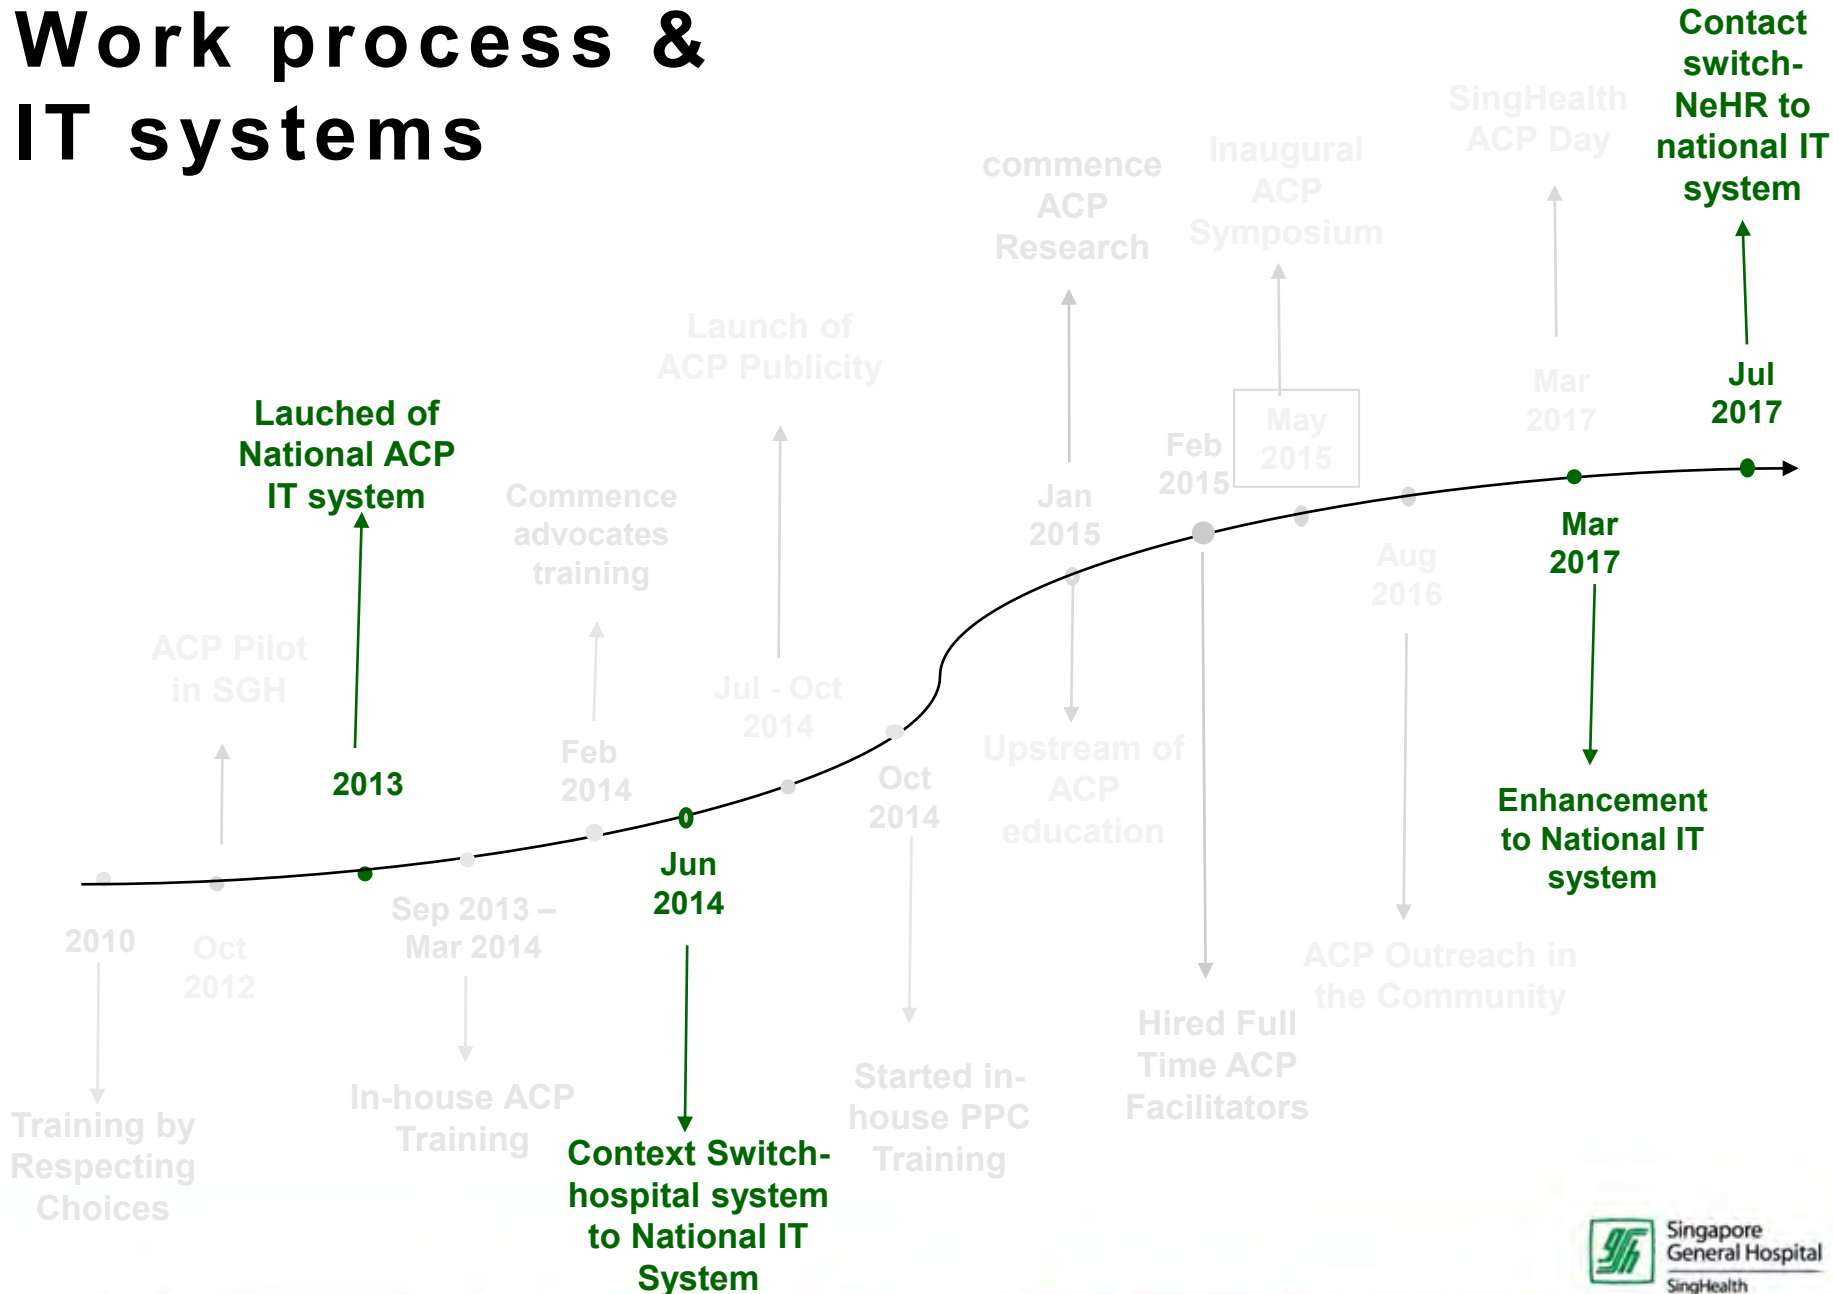 Work process &
IT systems
Contact
switch-
NeHR to
national IT
system
SingHealth
ACP Day
Inaugural
ACP
Symposium
commence
ACP
Research
Launch of
ACP Publicity
Lauched of
National ACP
IT system
Commence
advocates
training
ACP Pilot
in SGH
Jul
2017
Mar
2017
May
2015
Feb
2015
Jan
2015
Mar
2017
Aug
2016
Jul - Oct
2014
Feb
2014
2013
Oct
2014
Upstream of
ACP
education
Enhancement
to National IT
system
Jun
2014
Sep 2013 –
Mar 2014
2010
Oct
2012
ACP Outreach in
the Community
Hired Full
Time ACP
Facilitators
Started in-
house PPC
Training
In-house ACP
Training
Training by
Respecting
Choices
Context Switch-
hospital system
to National IT
System
Singapore
General Hospital
SingHealth